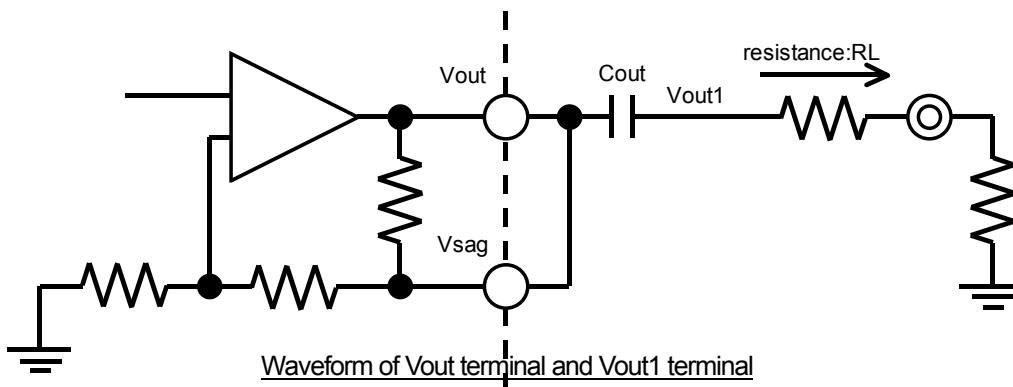 resistance:RL
Vout
Cout
Vout1
Vsag
Waveform of Vout terminal and Vout1 terminal